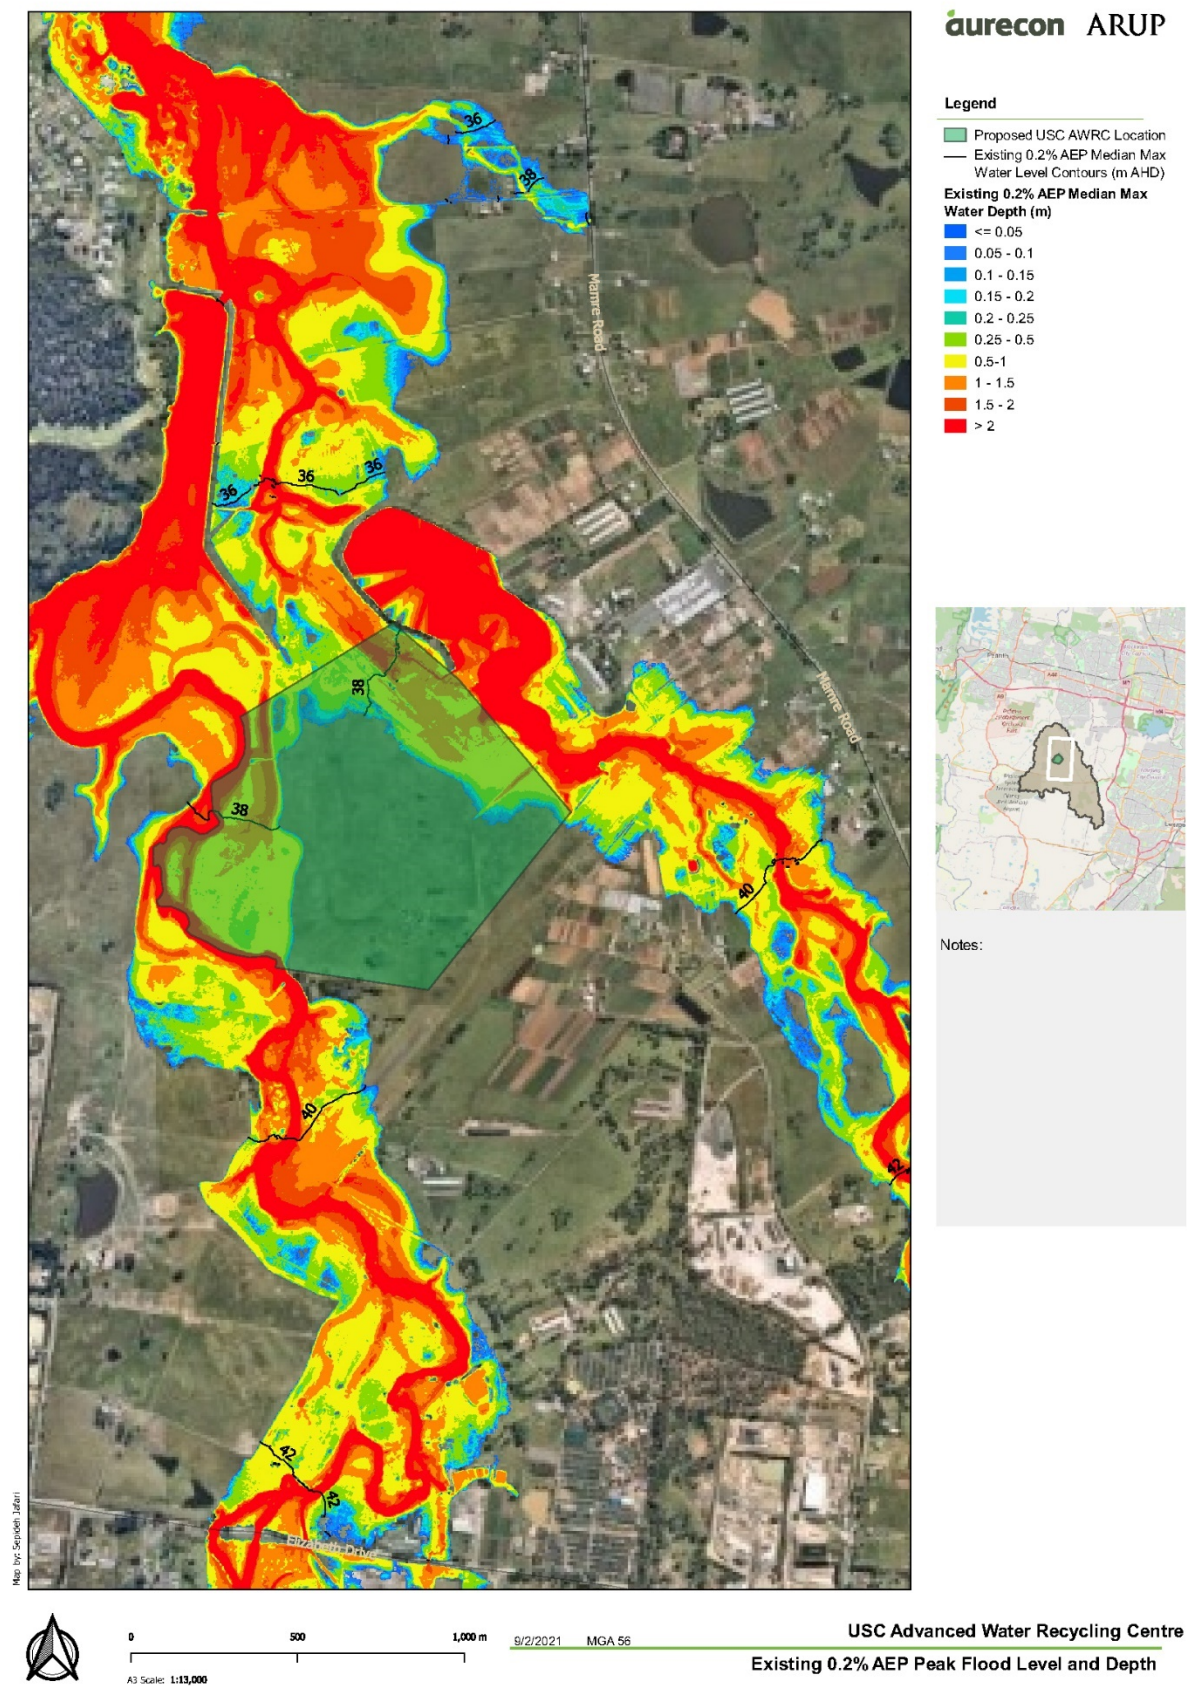 aurecon ARUP
Legend
Proposed USC AWRC Location
Existing 0.2% AEP Median Max
Water Level Contours (m AHD)
Existing 0.2% AEP Median Max
Water Depth (m)
<= 0.05
0.05 - 0.1
0.1 - 0.15
0.15 - 0.2
0.2 - 0.25
0.25 - 0.5
0.5-1
1 - 1.5
1.5 - 2
> 2
36
38
Mamre Road
36
36
36
38
Mamre Road
38
40
40
42
42
42
Elizabeth Drive
Notes:
Map by: Sepideh Jafari
0 500 1,000 m
A3 Scale: 1:13,000
9/2/2021 MGA 56
USC Advanced Water Recycling Centre
Existing 0.2% AEP Peak Flood Level and Depth